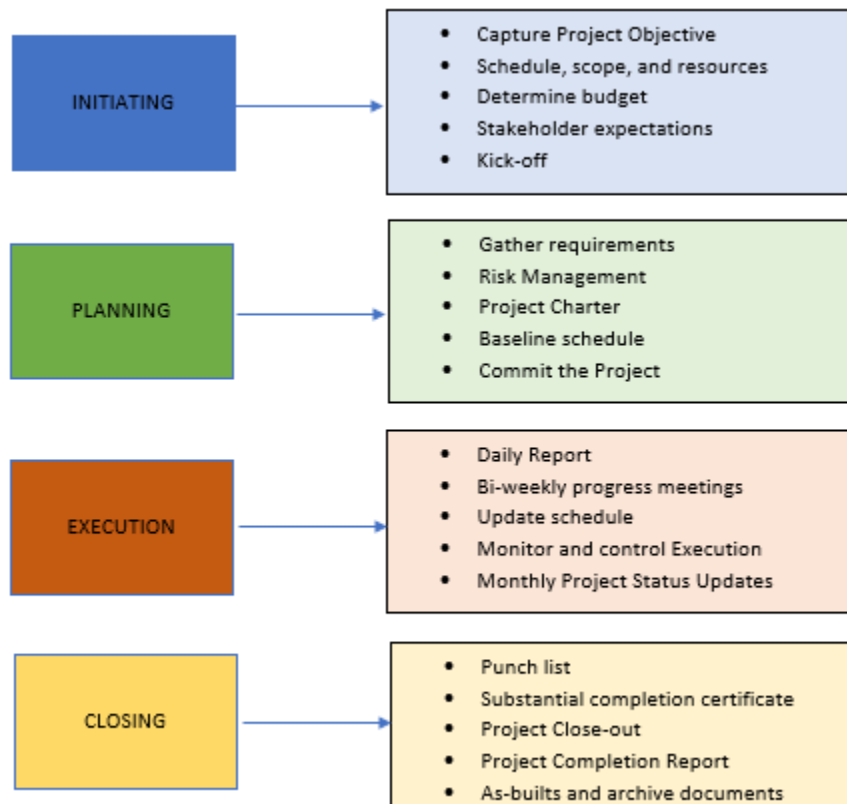 INITIATING
• Capture Project Objective
• Schedule, scope, and resources
• Determine budget
• Stakeholder expectations
• Kick-off
PLANNING
• Gather requirements
• Risk Management
• Project Charter
• Baseline schedule
• Commit the Project
EXECUTION
• Daily Report
• Bi-weekly progress meetings
• Update schedule
• Monitor and control Execution
• Monthly Project Status Updates
CLOSING
• Punch list
• Substantial completion certificate
• Project Close-out
• Project Completion Report
• As-builts and archive documents